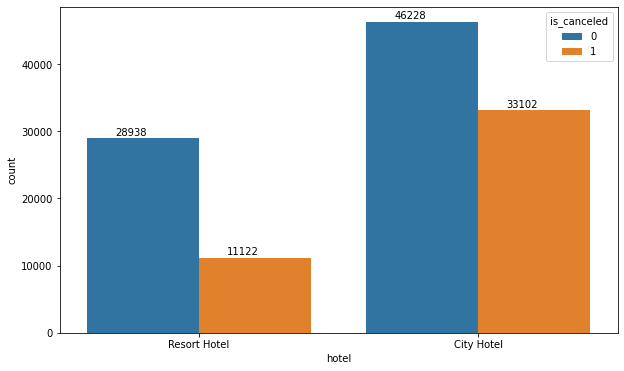 46228
is_canceled
0
1
40000
33102
30000
28938
count
20000
11122
10000
0
Resort Hotel
City Hotel
hotel